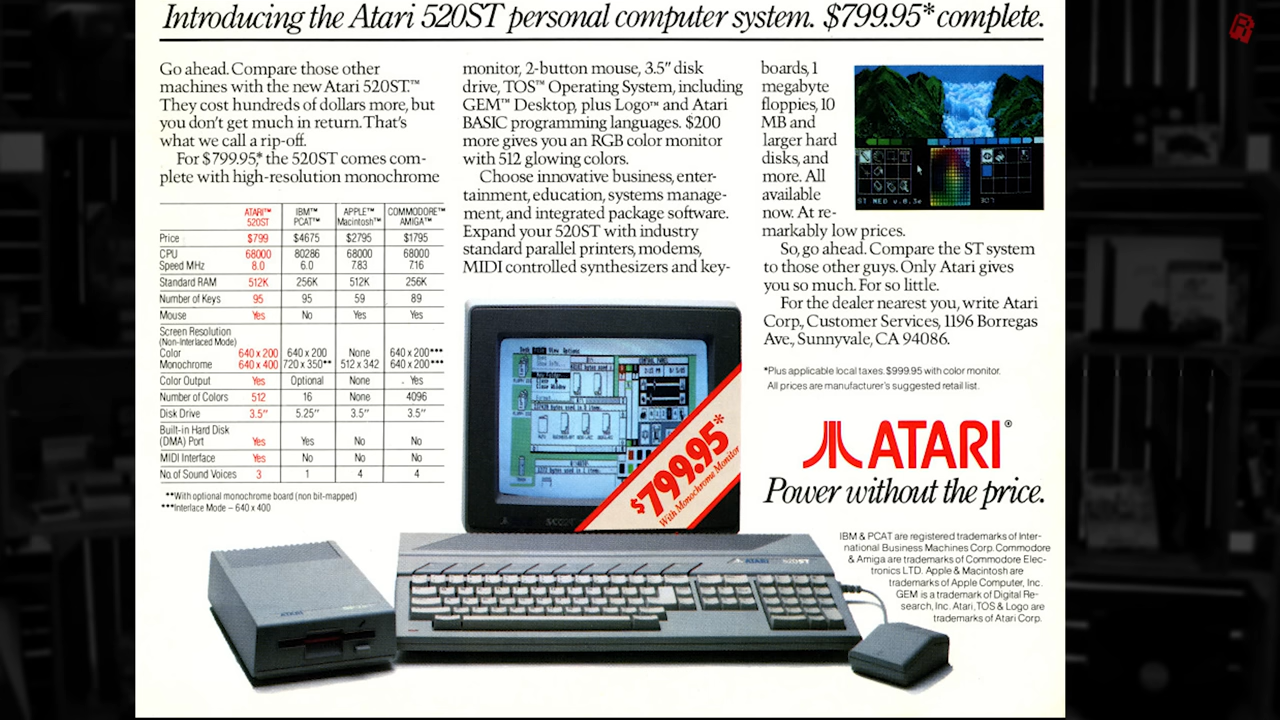 Introducing the Atari 520ST personal computer system. $799.95* complete.
Go ahead. Compare those other
machines with the new Atari 520ST.™
They cost hundreds of dollars more, but
you don't get much in return. That's
what we call a rip-off.
For $799.95,* the 520ST comes com-
plete with high-resolution monochrome
ATARI™ 520ST IBM™ PCAT™ APPLE™ Macintosh™ COMMODORE™ AMIGA™
Price $799 $4675 $2795 $1795
CPU 68000 80286 68000 68000
Speed MHz 8.0 6.0 7.83 7.16
Standard RAM 512K 256K 512K 256K
Number of Keys 95 95 59 89
Mouse Yes No Yes Yes
Screen Resolution
(Non-Interlaced Mode)
Color 640 x 200 640 x 200 None 640 x 200***
Monochrome 640 x 400 720 x 350** 512 x 342 640 x 200***
Color Output Yes Optional None Yes
Number of Colors 512 16 None 4096
Disk Drive 3.5″ 5.25″ 3.5″ 3.5″
Built-in Hard Disk
(DMA) Port Yes Yes No No
MIDI Interface Yes No No No
No. of Sound Voices 3 1 4 4
**With optional monochrome board (non bit-mapped)
***Interlace Mode – 640 x 400
monitor, 2-button mouse, 3.5″ disk
drive, TOS™ Operating System, including
GEM™ Desktop, plus Logo™ and Atari
BASIC programming languages. $200
more gives you an RGB color monitor
with 512 glowing colors.
Choose innovative business, enter-
tainment, education, systems manage-
ment, and integrated package software.
Expand your 520ST with industry
standard parallel printers, modems,
MIDI controlled synthesizers and key-
boards, 1
megabyte
floppies, 10
MB and
larger hard
disks, and
more. All
available
now. At re-
markably low prices.
So, go ahead. Compare the ST system
to those other guys. Only Atari gives
you so much. For so little.
For the dealer nearest you, write Atari
Corp., Customer Services, 1196 Borregas
Ave., Sunnyvale, CA 94086.
*Plus applicable local taxes. $999.95 with color monitor.
All prices are manufacturer's suggested retail list.
$799.95*
With Monochrome Monitor
ATARI®
Power without the price.
IBM & PCAT are registered trademarks of Inter-
national Business Machines Corp. Commodore
& Amiga are trademarks of Commodore Elec-
tronics LTD. Apple & Macintosh are
trademarks of Apple Computer, Inc.
GEM is a trademark of Digital Re-
search, Inc. Atari, TOS & Logo are
trademarks of Atari Corp.
ATARI 520ST